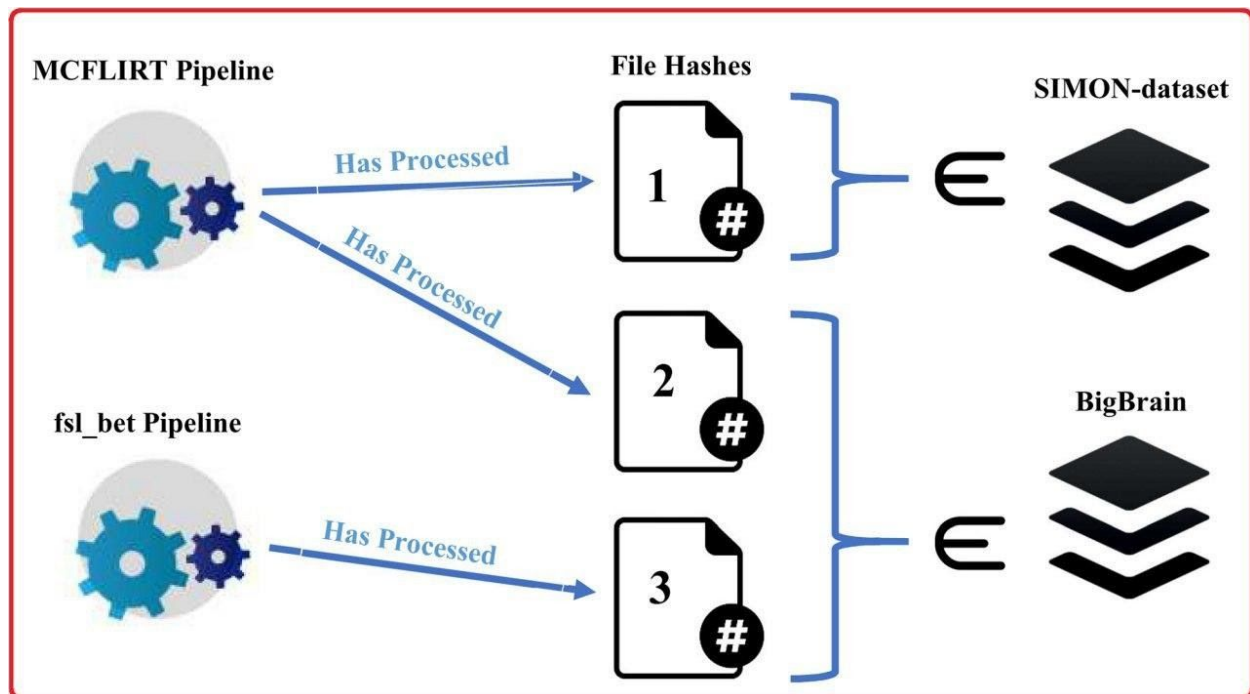 MCFLIRT Pipeline
File Hashes
SIMON-dataset
Has Processed
1
#
∈
Has Processed
2
#
fsl_bet Pipeline
BigBrain
Has Processed
3
#
∈